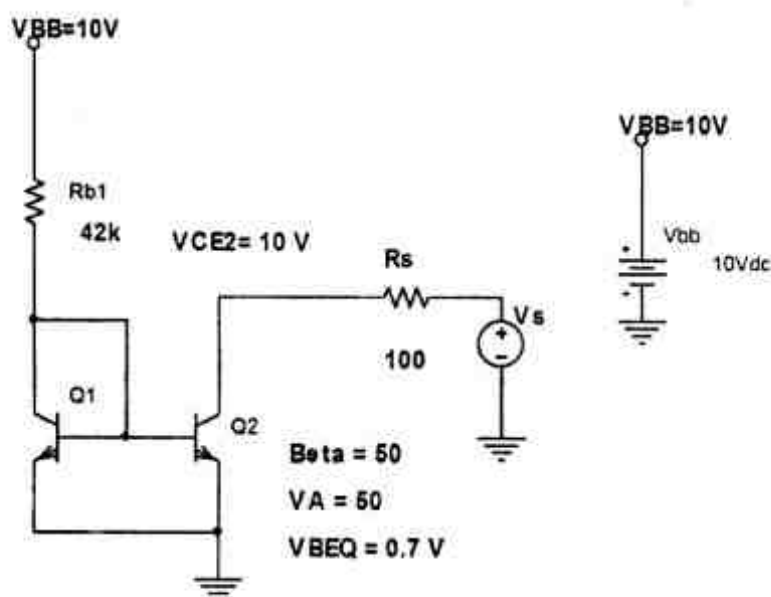 VBB=10V
VBB=10V
Rb1
42k
VCE2= 10 V
Rs
Vbb
10Vdc
Vs
100
Q1
Q2
Beta = 50
VA = 50
VBEQ = 0.7 V